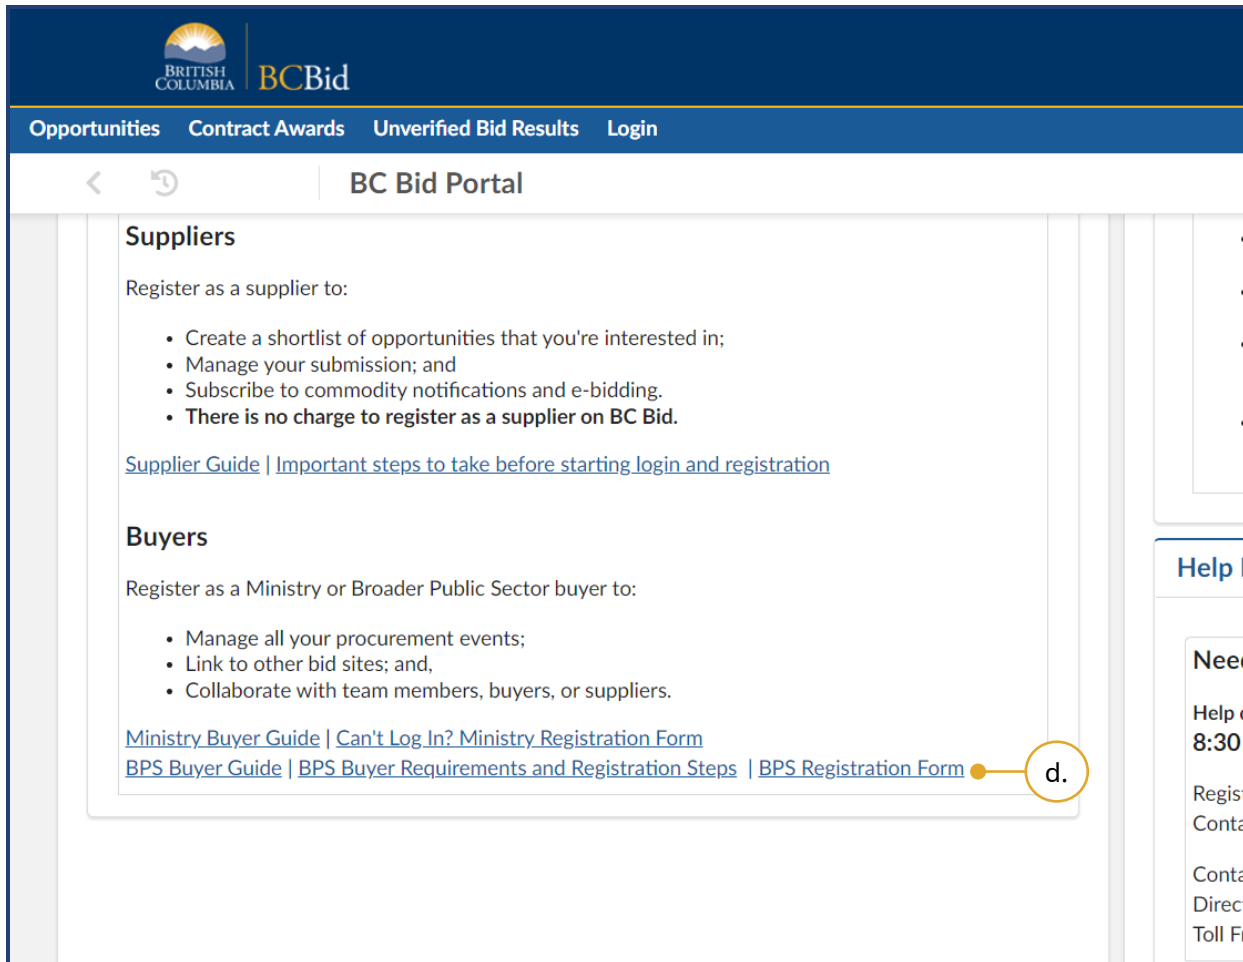 BRITISH
COLUMBIA
BCBid
Opportunities Contract Awards Unverified Bid Results Login
BC Bid Portal
Suppliers
Register as a supplier to:
• Create a shortlist of opportunities that you're interested in;
• Manage your submission; and
• Subscribe to commodity notifications and e-bidding.
• There is no charge to register as a supplier on BC Bid.
Supplier Guide | Important steps to take before starting login and registration
Buyers
Register as a Ministry or Broader Public Sector buyer to:
• Manage all your procurement events;
• Link to other bid sites; and,
• Collaborate with team members, buyers, or suppliers.
Ministry Buyer Guide | Can't Log In? Ministry Registration Form
BPS Buyer Guide | BPS Buyer Requirements and Registration Steps | BPS Registration Form
d.
Help
Help
8:30
Toll